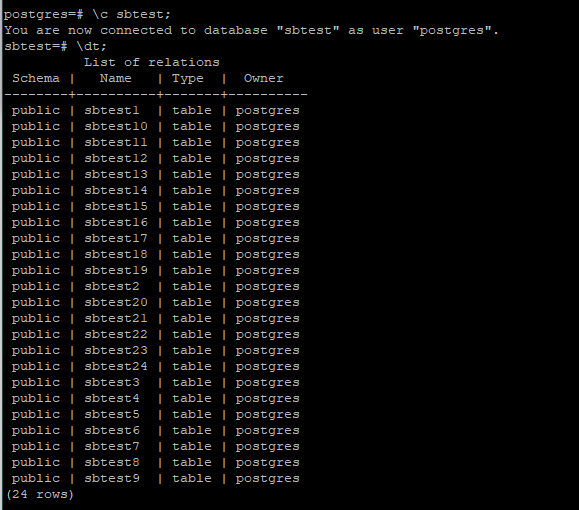 postgres=# \c sbtest;
You are now connected to database "sbtest" as user "postgres".
sbtest=# \dt;
          List of relations
 Schema |   Name   | Type  |  Owner
--------+----------+-------+----------
 public | sbtest1  | table | postgres
 public | sbtest10 | table | postgres
 public | sbtest11 | table | postgres
 public | sbtest12 | table | postgres
 public | sbtest13 | table | postgres
 public | sbtest14 | table | postgres
 public | sbtest15 | table | postgres
 public | sbtest16 | table | postgres
 public | sbtest17 | table | postgres
 public | sbtest18 | table | postgres
 public | sbtest19 | table | postgres
 public | sbtest2  | table | postgres
 public | sbtest20 | table | postgres
 public | sbtest21 | table | postgres
 public | sbtest22 | table | postgres
 public | sbtest23 | table | postgres
 public | sbtest24 | table | postgres
 public | sbtest3  | table | postgres
 public | sbtest4  | table | postgres
 public | sbtest5  | table | postgres
 public | sbtest6  | table | postgres
 public | sbtest7  | table | postgres
 public | sbtest8  | table | postgres
 public | sbtest9  | table | postgres
(24 rows)